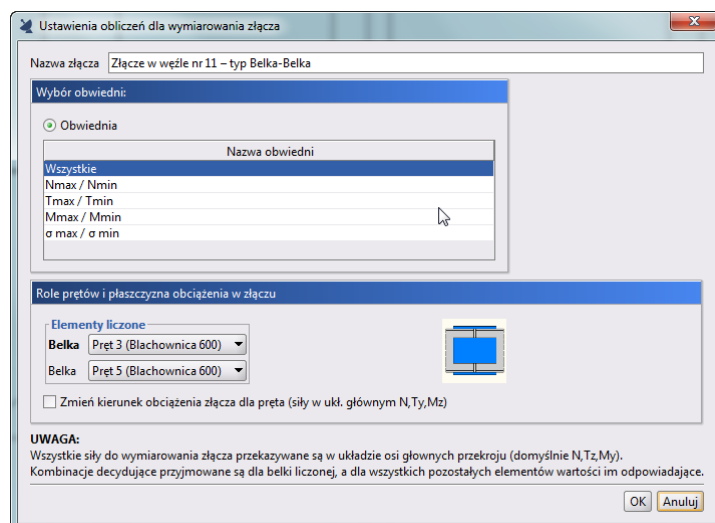 Ustawienia obliczeń dla wymiarowania złącza
x
Nazwa złącza Złącze w węźle nr 11 – typ Belka-Belka
Wybór obwiedni:
Obwiednia
Nazwa obwiedni
Wszystkie
Nmax / Nmin
Tmax / Tmin
Mmax / Mmin
σ max / σ min
Role prętów i płaszczyzna obciążenia w złączu
Elementy liczone
Belka Pręt 3 (Blachownica 600)
Belka Pręt 5 (Blachownica 600)
Zmień kierunek obciążenia złącza dla pręta (siły w ukł. głównym N,Ty,Mz)
UWAGA:
Wszystkie siły do wymiarowania złącza przekazywane są w układzie osi głownych przekroju (domyślnie N,Tz,My).
Kombinacje decydujące przyjmowane są dla belki liczonej, a dla wszystkich pozostałych elementów wartości im odpowiadające.
OK Anuluj